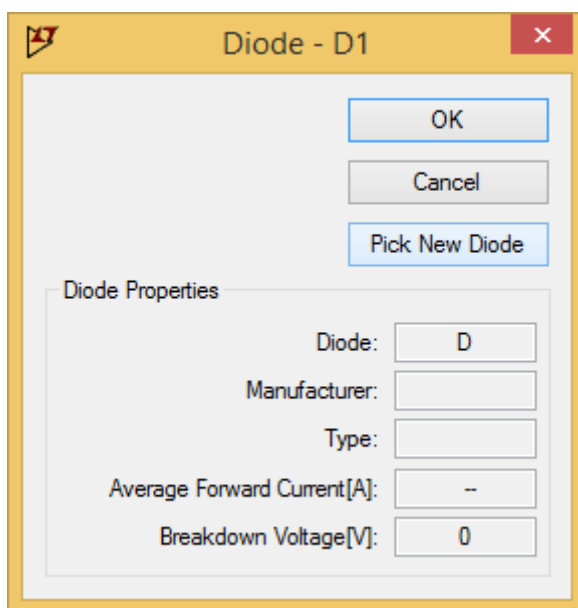 Diode - D1
OK
Cancel
Pick New Diode
Diode Properties
Diode: D
Manufacturer:
Type:
Average Forward Current[A]: --
Breakdown Voltage[V]: 0